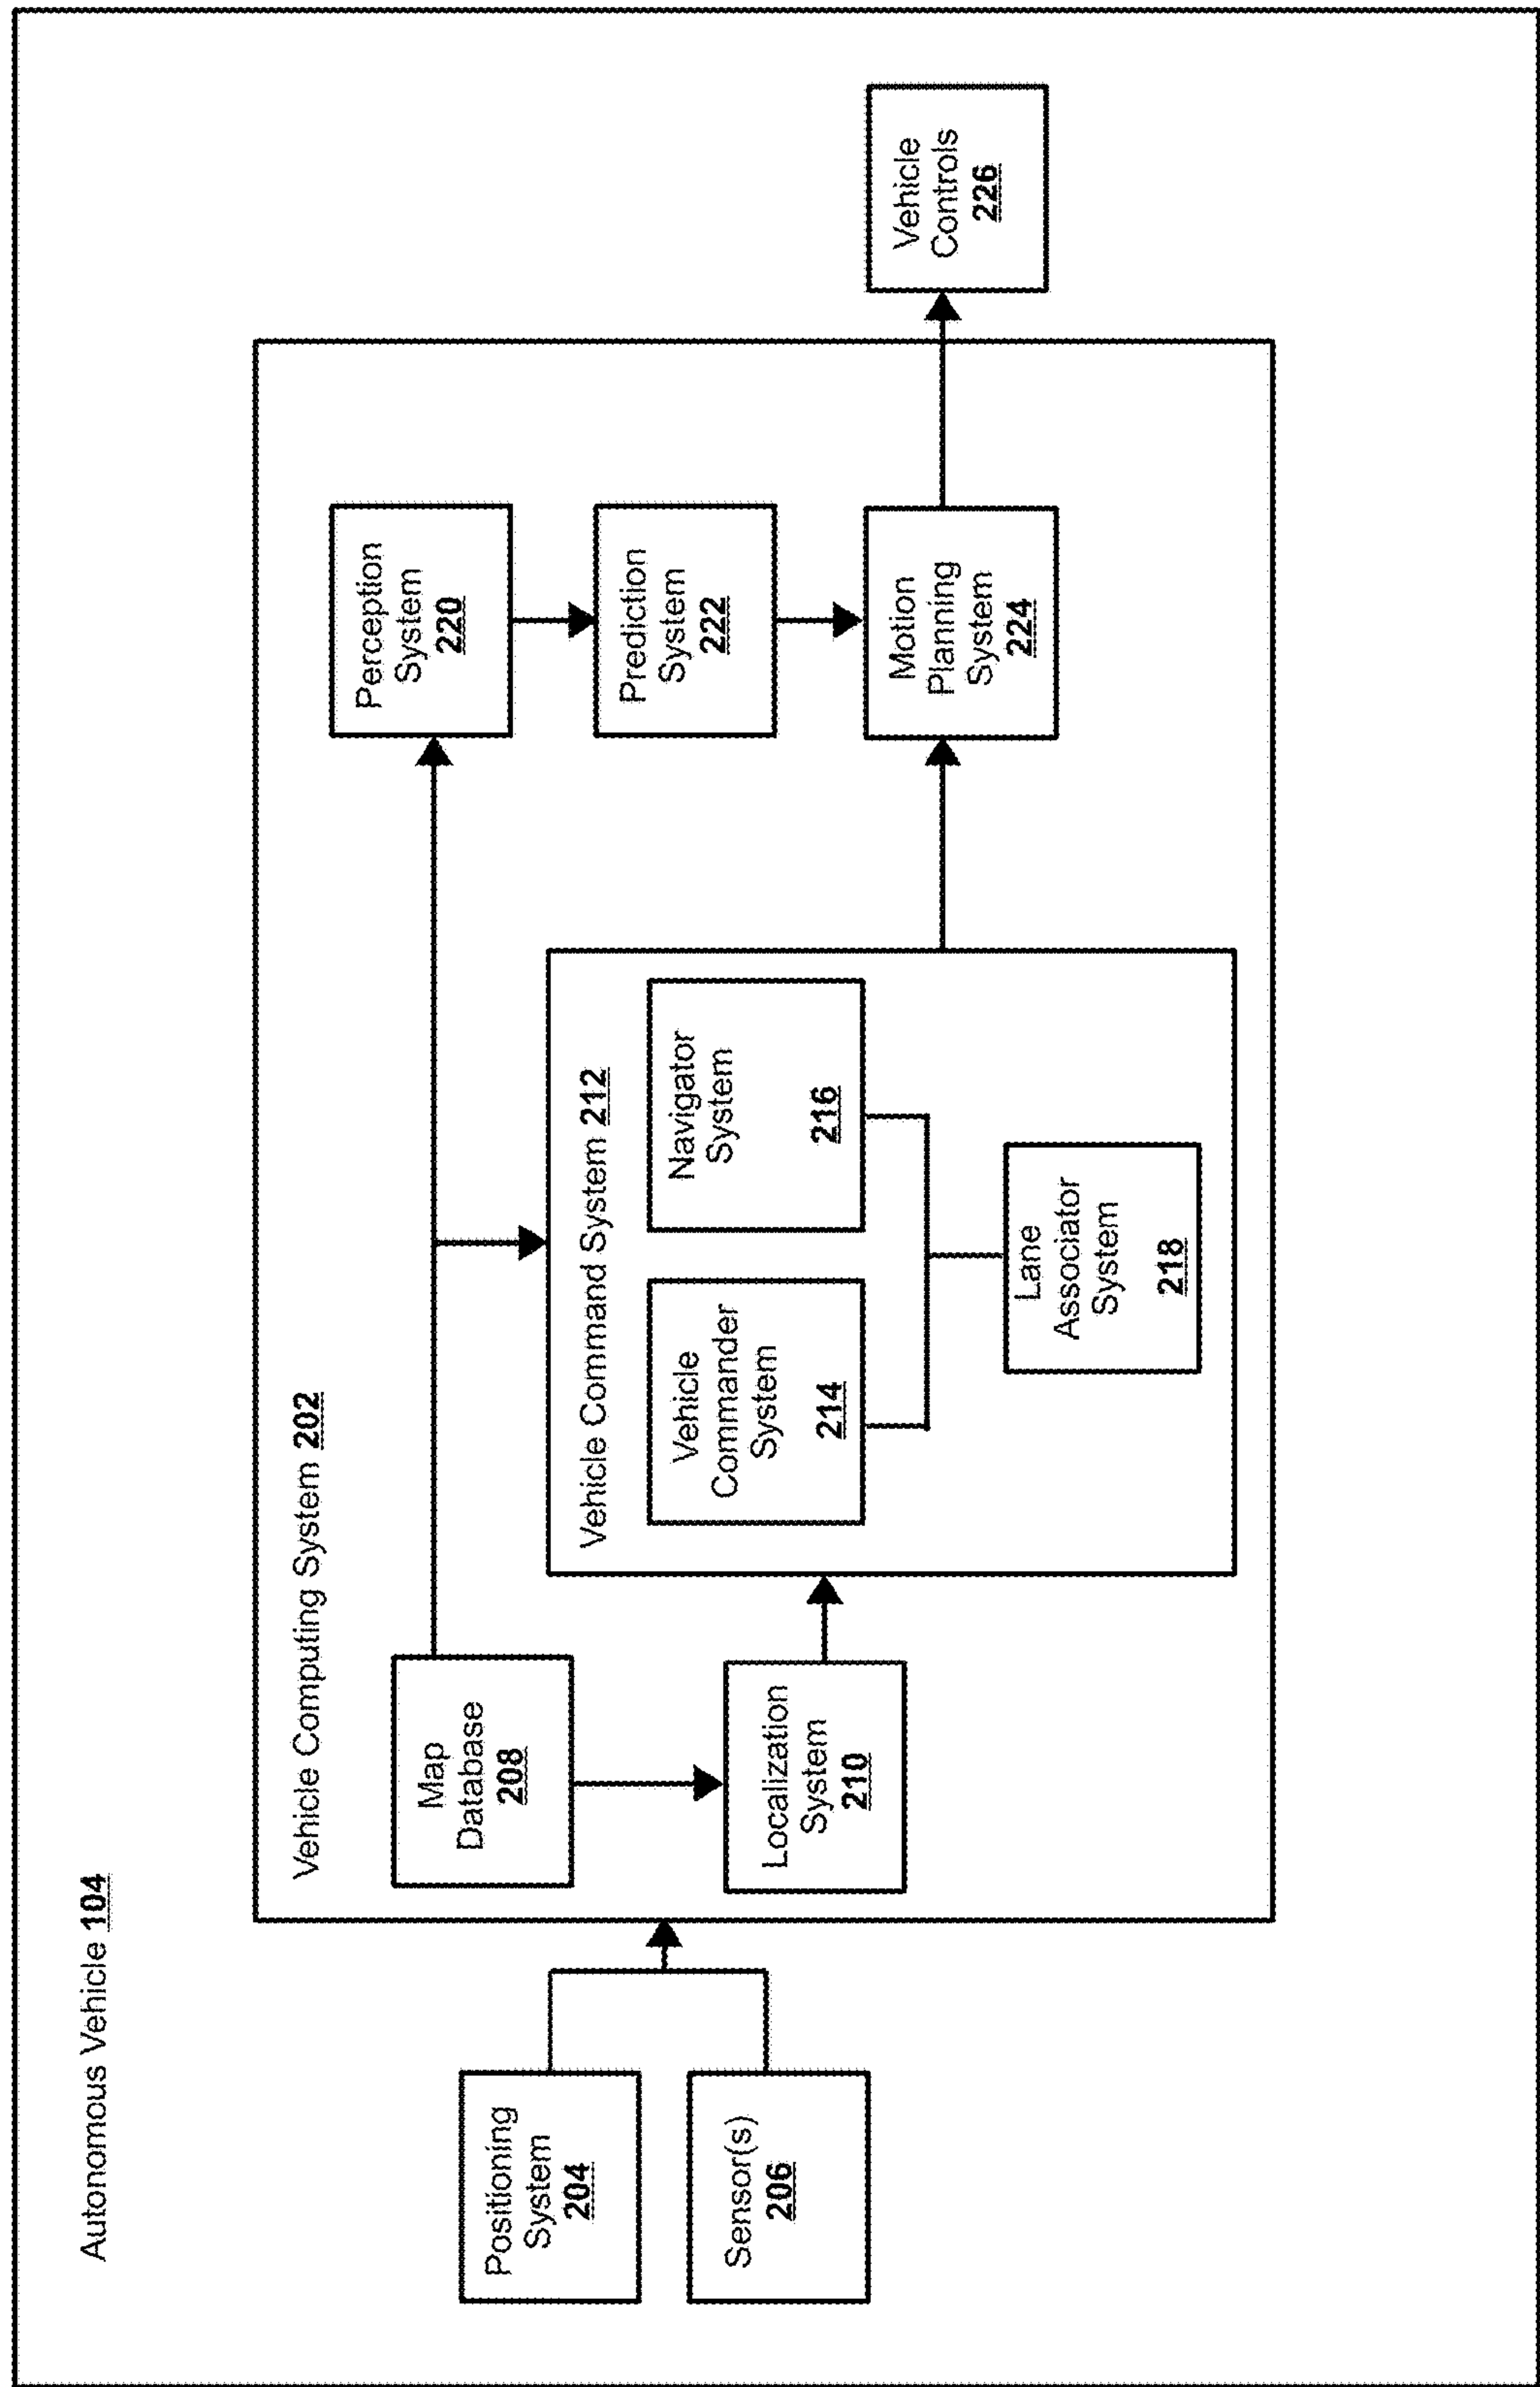 Autonomous Vehicle 104
Positioning
System
204
Sensor(s)
206
Vehicle Computing System 202
Map
Database
208
Localization
System
210
Vehicle Command System 212
Vehicle
Commander
System
214
Navigator
System
216
Lane
Associator
System
218
Perception
System
220
Prediction
System
222
Motion
Planning
System
224
Vehicle
Controls
226